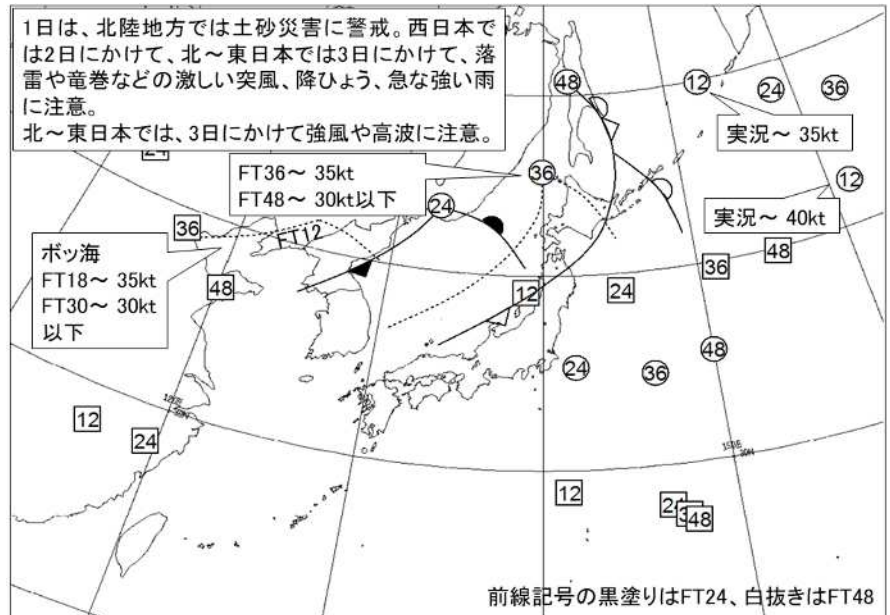 1日は、北陸地方では土砂災害に警戒。西日本で
は2日にかけて、北～東日本では3日にかけて、落
雷や竜巻などの激しい突風、降ひょう、急な強い雨
に注意。
北～東日本では、3日にかけて強風や高波に注意。
48
12
24
36
実況～ 35kt
24
FT36～ 35kt
FT48～ 30kt以下
36
12
実況～ 40kt
24
36
FT12
ボッ海
FT18～ 35kt
FT30～ 30kt
以下
48
48
36
12
24
48
24
36
12
24
120E
30N
150E
30N
12
24
48
前線記号の黒塗りはFT24、白抜きはFT48